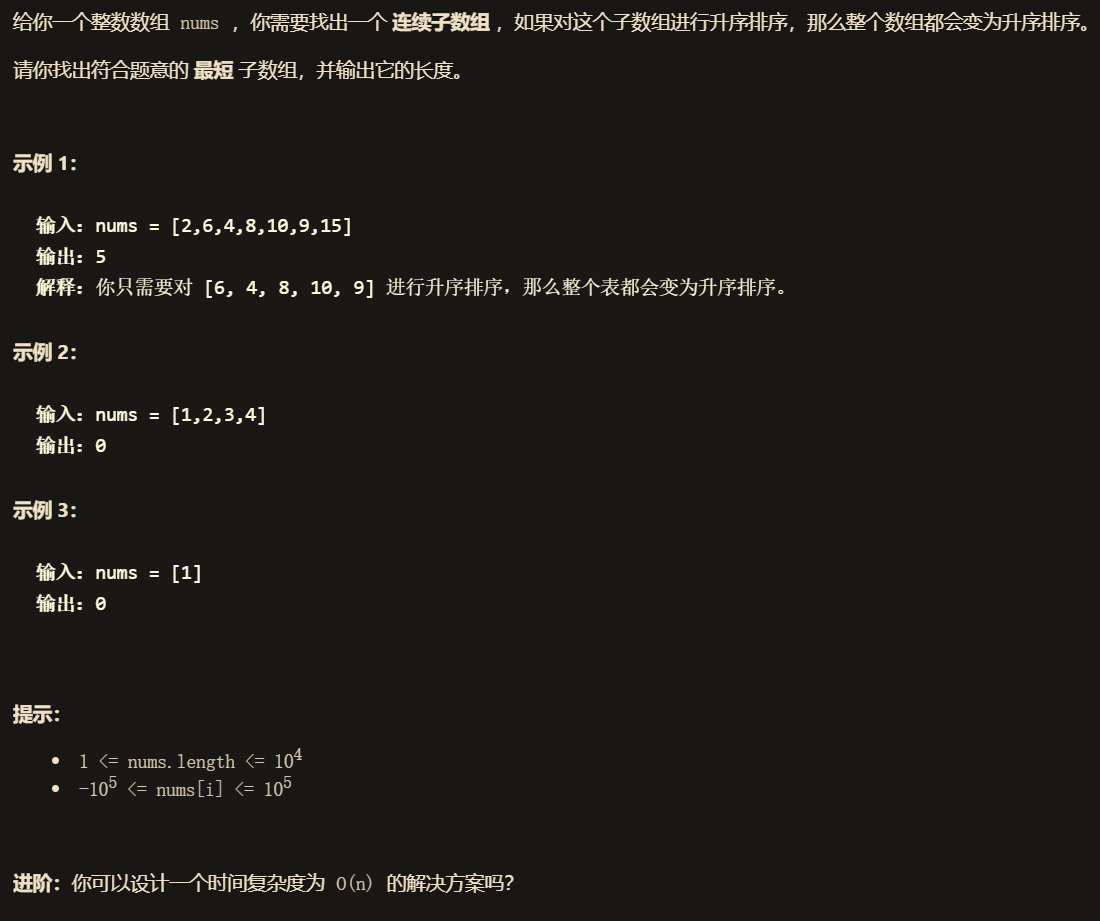 给你一个整数数组 nums ，你需要找出一个 连续子数组 ，如果对这个子数组进行升序排序，那么整个数组都会变为升序排序。
请你找出符合题意的 最短 子数组，并输出它的长度。
示例 1：
输入：nums = [2,6,4,8,10,9,15]
输出：5
解释：你只需要对 [6, 4, 8, 10, 9] 进行升序排序，那么整个表都会变为升序排序。
示例 2：
输入：nums = [1,2,3,4]
输出：0
示例 3：
输入：nums = [1]
输出：0
提示：
• 1 <= nums.length <= 10⁴
• -10⁵ <= nums[i] <= 10⁵
进阶：你可以设计一个时间复杂度为 O(n) 的解决方案吗？